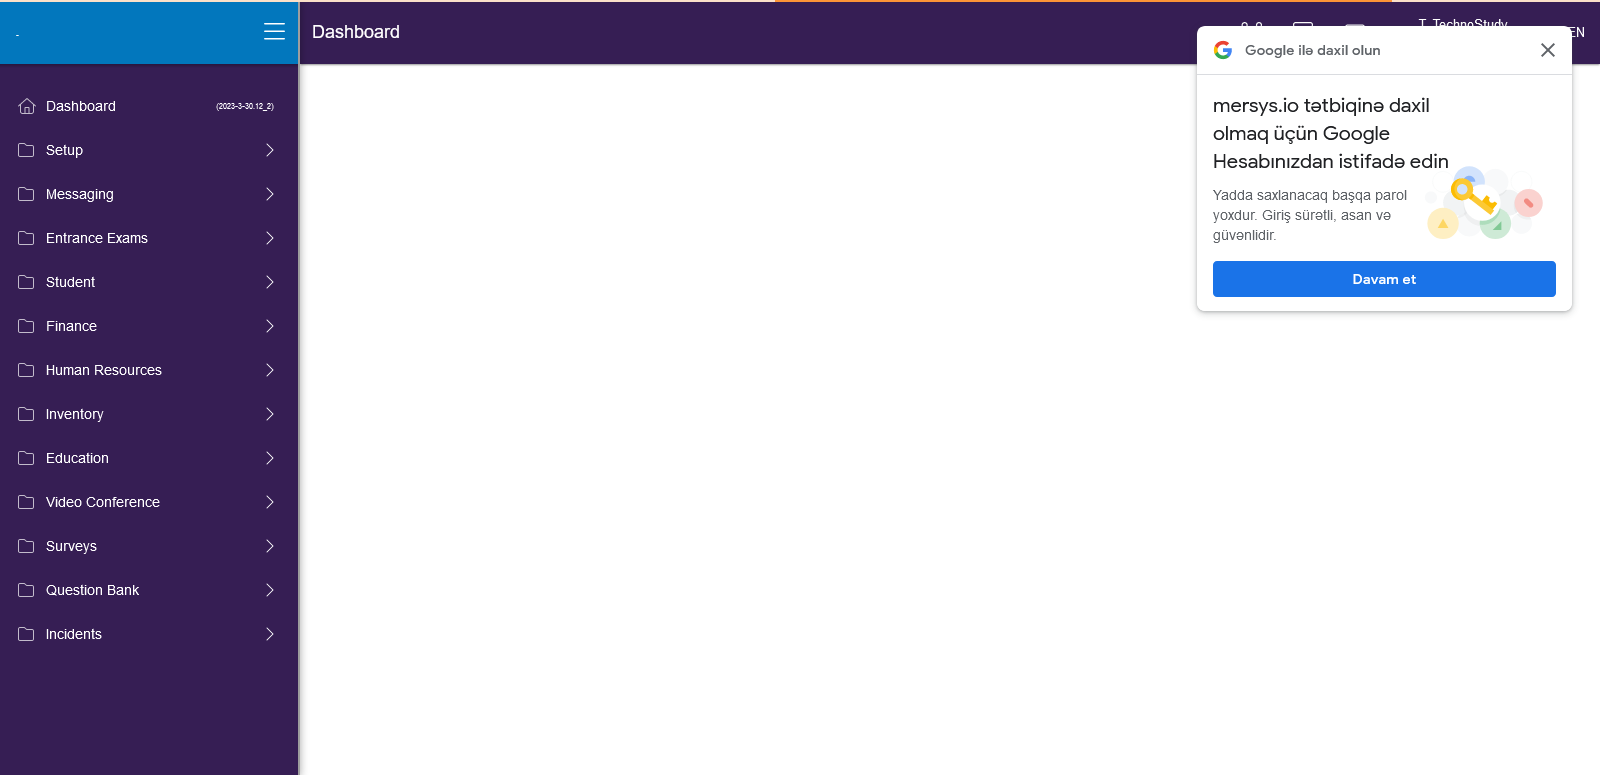 -
Dashboard
T. TechnoStudy
EN
Dashboard
(2023-3-30.12_2)
Setup
Messaging
Entrance Exams
Student
Finance
Human Resources
Inventory
Education
Video Conference
Surveys
Question Bank
Incidents
Google ilə daxil olun
mersys.io tətbiqinə daxil
olmaq üçün Google
Hesabınızdan istifadə edin
Yadda saxlanacaq başqa parol
yoxdur. Giriş sürətli, asan və
güvənlidir.
Davam et